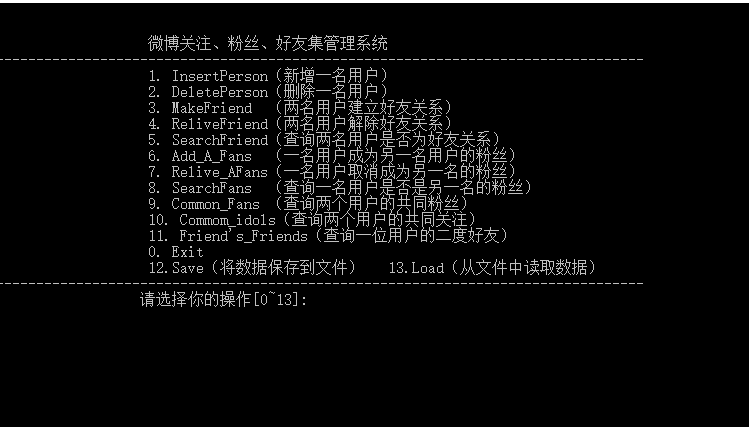 微博关注、粉丝、好友集管理系统
1. InsertPerson（新增一名用户）
2. DeletePerson（删除一名用户）
3. MakeFriend （两名用户建立好友关系）
4. ReliveFriend（两名用户解除好友关系）
5. SearchFriend（查询两名用户是否为好友关系）
6. Add_A_Fans （一名用户成为另一名用户的粉丝）
7. Relive_AFans（一名用户取消成为另一名的粉丝）
8. SearchFans （查询一名用户是否是另一名的粉丝）
9. Common_Fans （查询两个用户的共同粉丝）
10. Commom_idols（查询两个用户的共同关注）
11. Friend's_Friends（查询一位用户的二度好友）
0. Exit
12.Save（将数据保存到文件） 13.Load（从文件中读取数据）
请选择你的操作[0~13]: